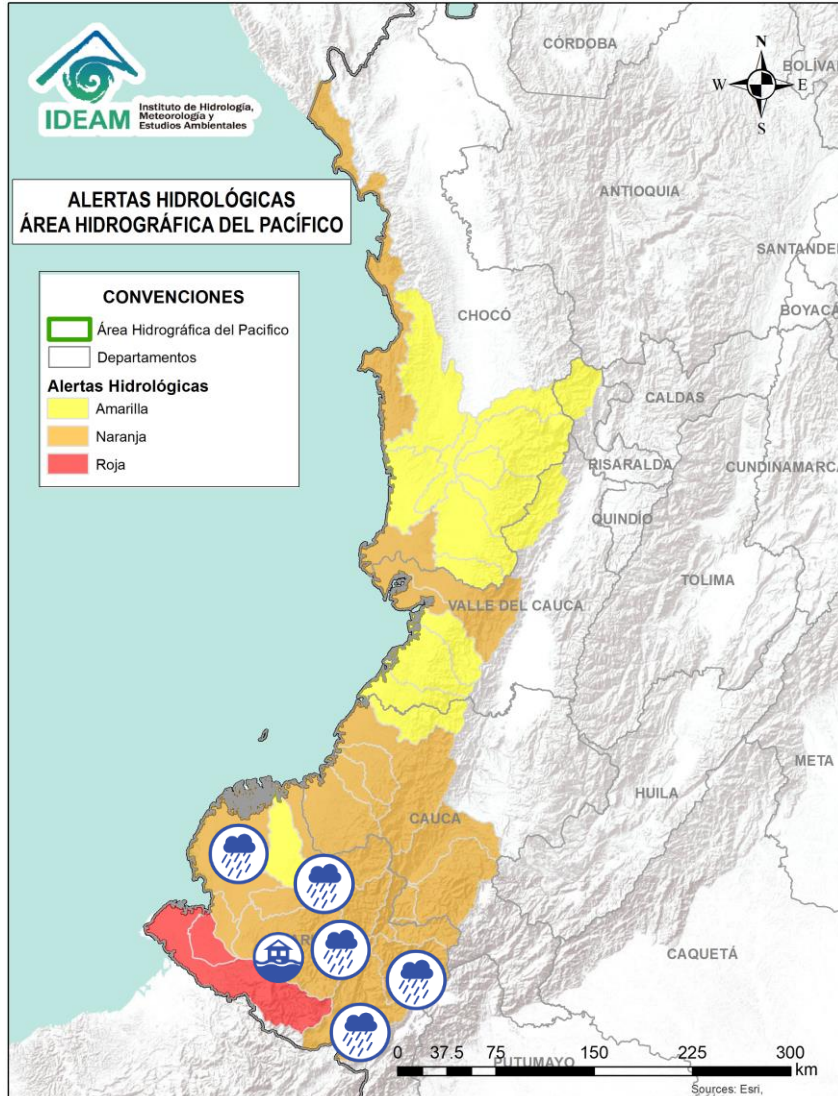 CÓRDOBA
BOLÍVAR
N
W
E
S
IDEAM
Instituto de Hidrología,
Meteorología y
Estudios Ambientales
ALERTAS HIDROLÓGICAS
ÁREA HIDROGRÁFICA DEL PACÍFICO
ANTIOQUIA
SANTANDER
BOYACÁ
CONVENCIONES
Área Hidrográfica del Pacifico
Departamentos
Alertas Hidrológicas
Amarilla
Naranja
Roja
CHOCÓ
CALDAS
RISARALDA
CUNDINAMARCA
QUINDÍO
TOLIMA
VALLE DEL CAUCA
META
HUILA
CAUCA
CAQUETÁ
PUTUMAYO
0 37.5 75 150 225 300
km
Sources: Esri,